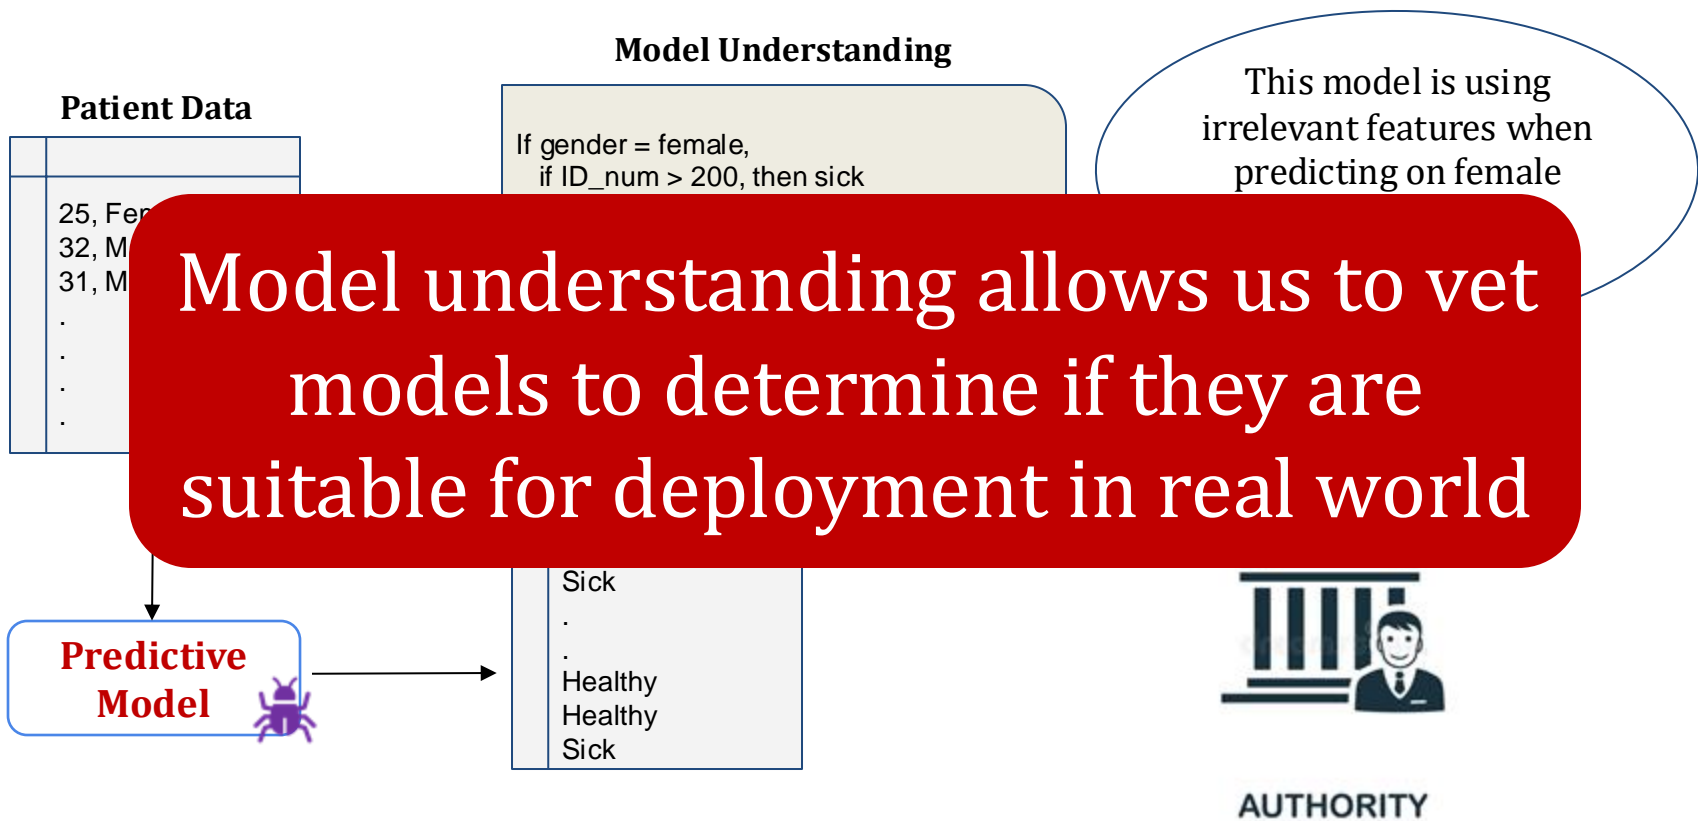 Model Understanding
Patient Data
This model is using
irrelevant features when
predicting on female
If gender = female,
if ID_num > 200, then sick
25,
32,
31,
.
.
.
.
Model understanding allows us to vet
models to determine if they are
suitable for deployment in real world
Sick
.
.
Healthy
Healthy
Sick
Predictive
Model
AUTHORITY